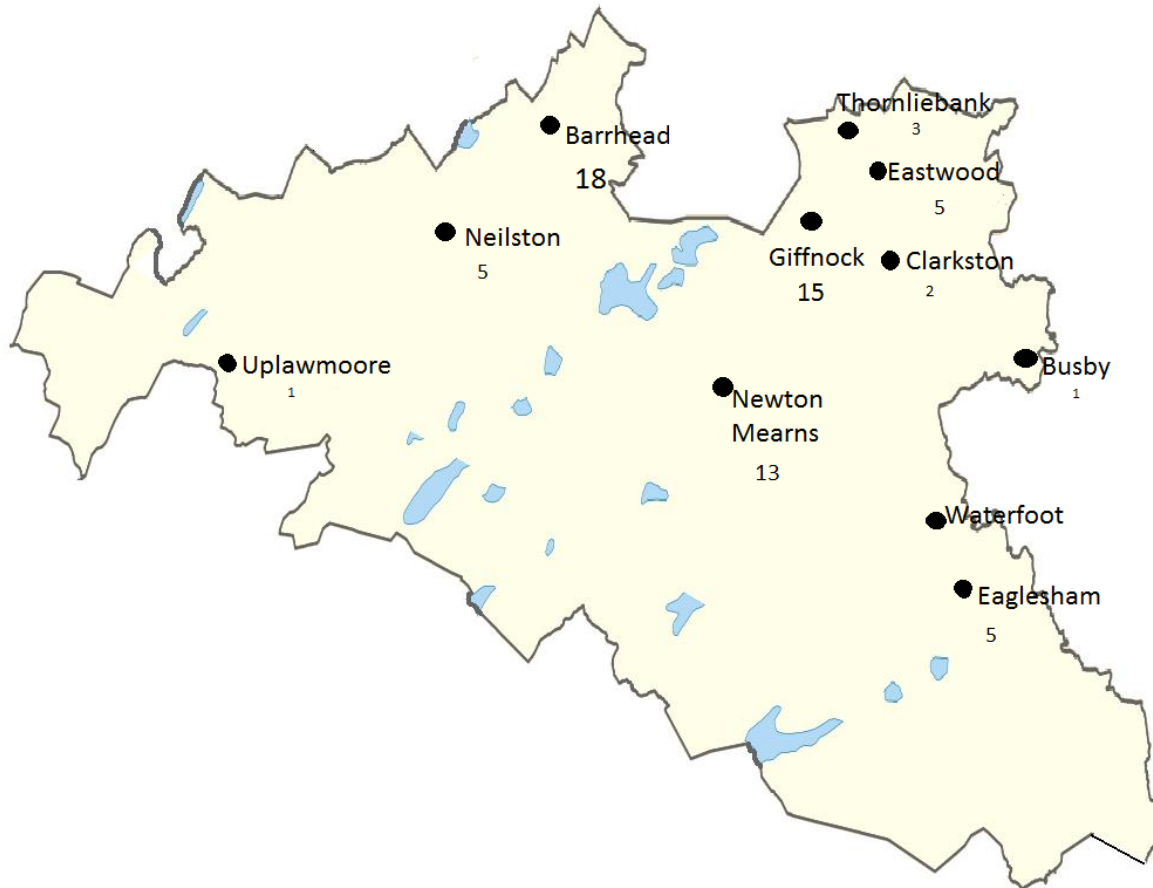 Thornliebank
3
Barrhead
18
Eastwood
5
Neilston
5
Giffnock
15
Clarkston
2
Uplawmoore
1
Busby
1
Newton
Mearns
13
Waterfoot
Eaglesham
5